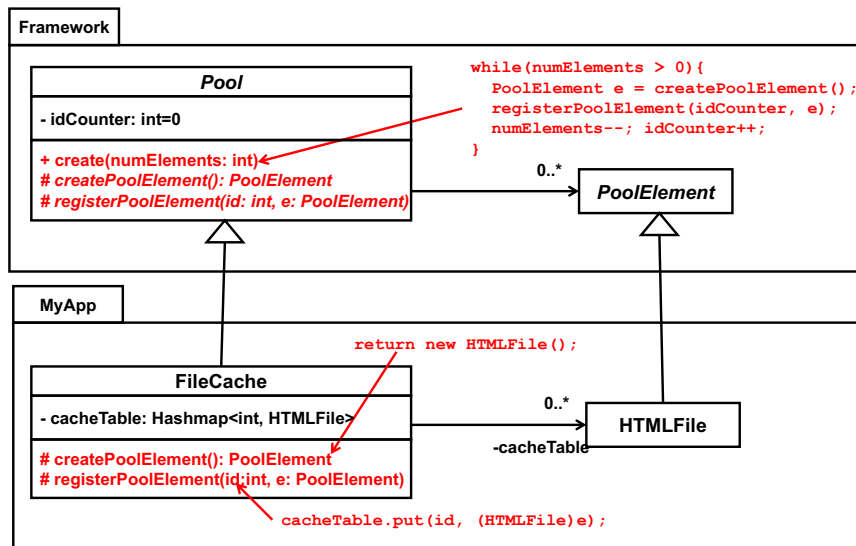 Framework
Pool
- idCounter: int=0
+ create(numElements: int)
# createPoolElement(): PoolElement
# registerPoolElement(id: int, e: PoolElement)
while(numElements > 0){
PoolElement e = createPoolElement();
registerPoolElement(idCounter, e);
numElements--; idCounter++;
}
0..*
PoolElement
MyApp
return new HTMLFile();
FileCache
- cacheTable: Hashmap<int, HTMLFile>
# createPoolElement(): PoolElement
# registerPoolElement(id:int, e: PoolElement)
0..*
-cacheTable
HTMLFile
cacheTable.put(id, (HTMLFile)e);